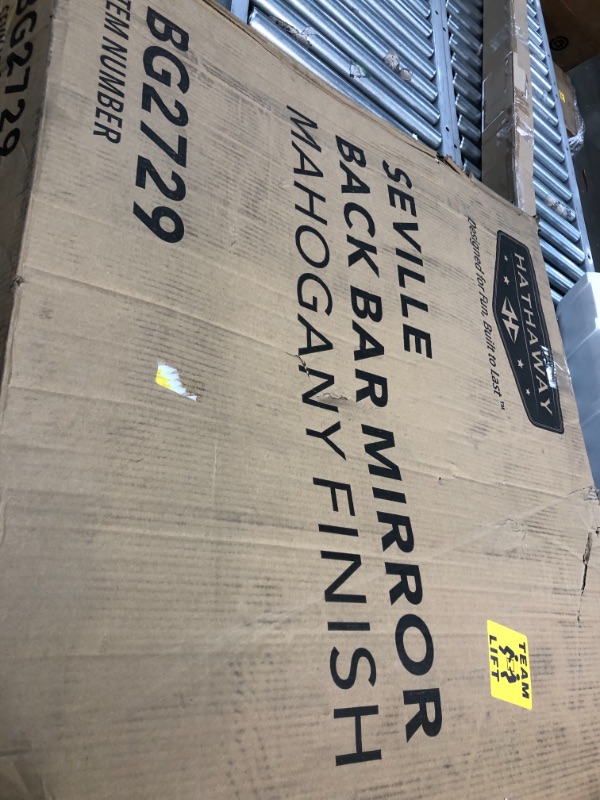 HATHAWAY
Designed for Fun. Built to Last.™
SEVILLE
BACK BAR MIRROR
MAHOGANY FINISH
BG2729
ITEM NUMBER
TEAM
LIFT
BG2729